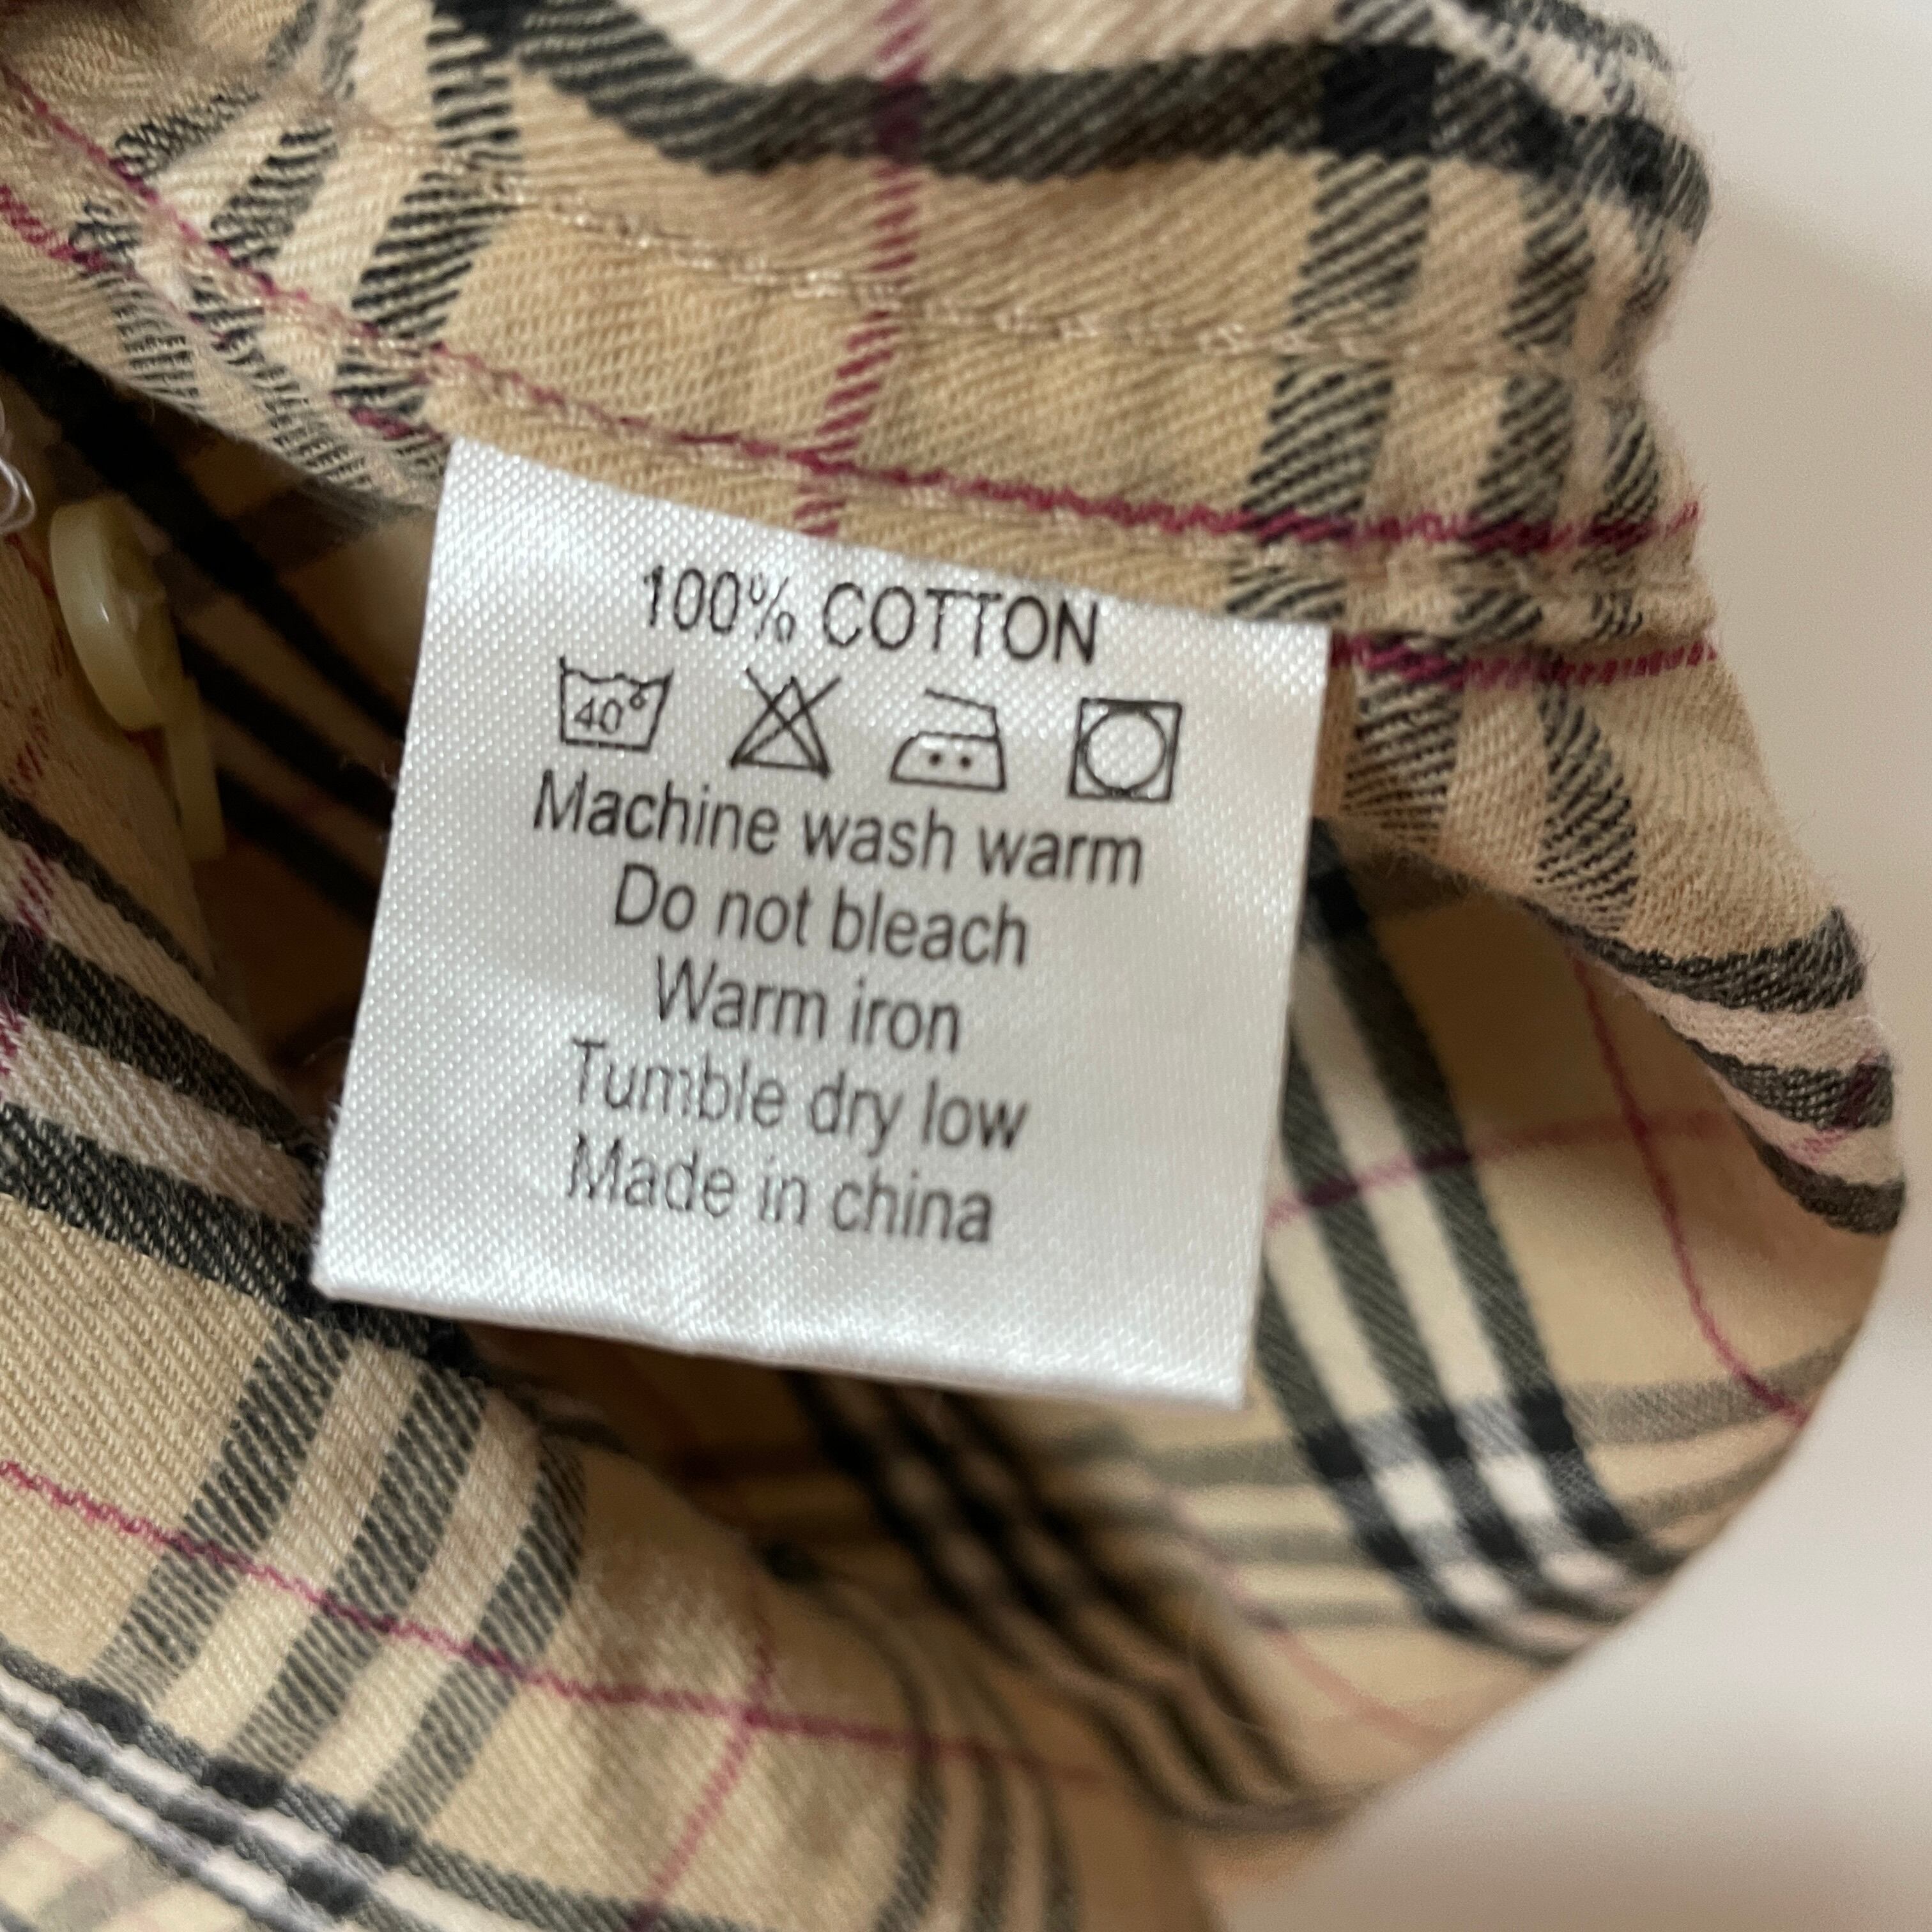 100% COTTON
40°
Machine wash warm
Do not bleach
Warm iron
Tumble dry low
Made in china